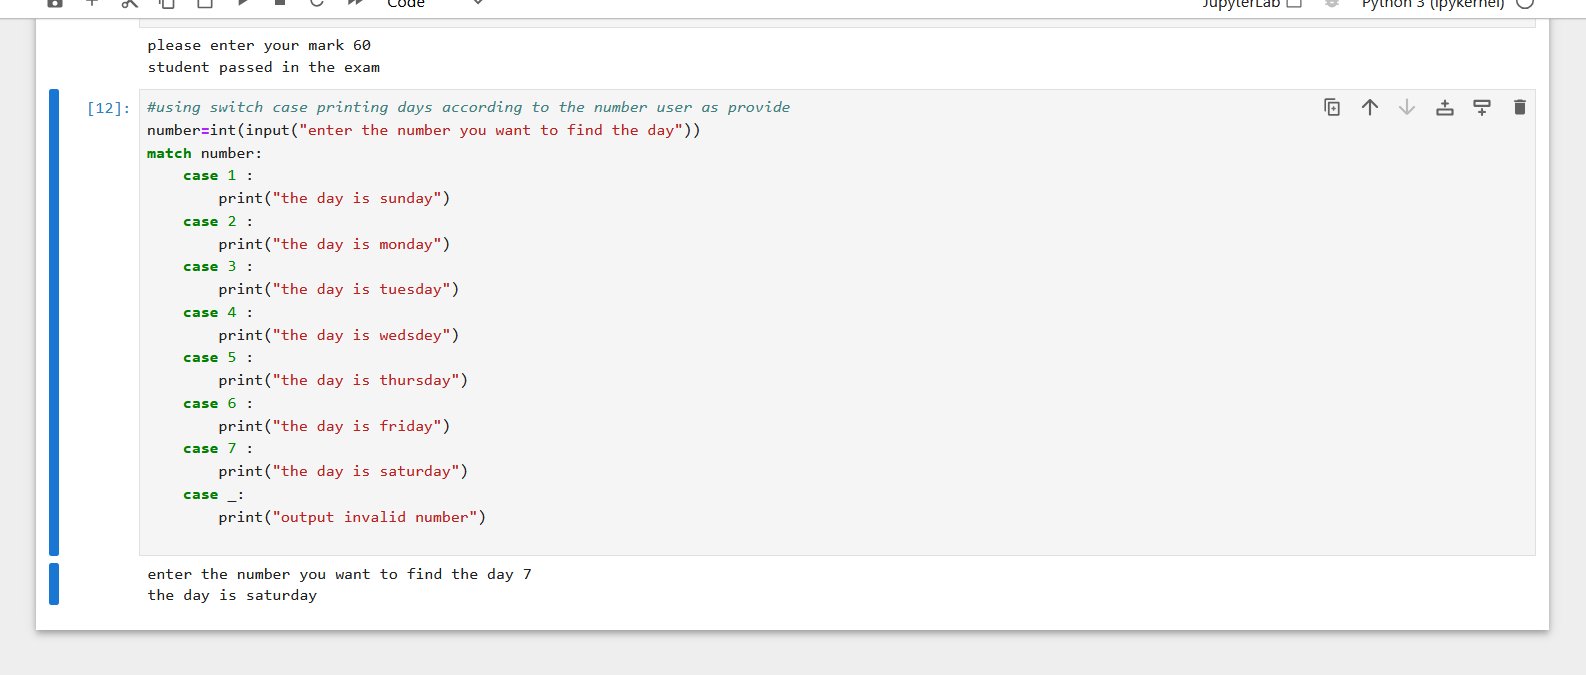 Code JupyterLab Python 3 (ipykernel)
please enter your mark 60
student passed in the exam
[12]: #using switch case printing days according to the number user as provide
number=int(input("enter the number you want to find the day"))
match number:
    case 1 :
        print("the day is sunday")
    case 2 :
        print("the day is monday")
    case 3 :
        print("the day is tuesday")
    case 4 :
        print("the day is wedsdey")
    case 5 :
        print("the day is thursday")
    case 6 :
        print("the day is friday")
    case 7 :
        print("the day is saturday")
    case _:
        print("output invalid number")
enter the number you want to find the day 7
the day is saturday